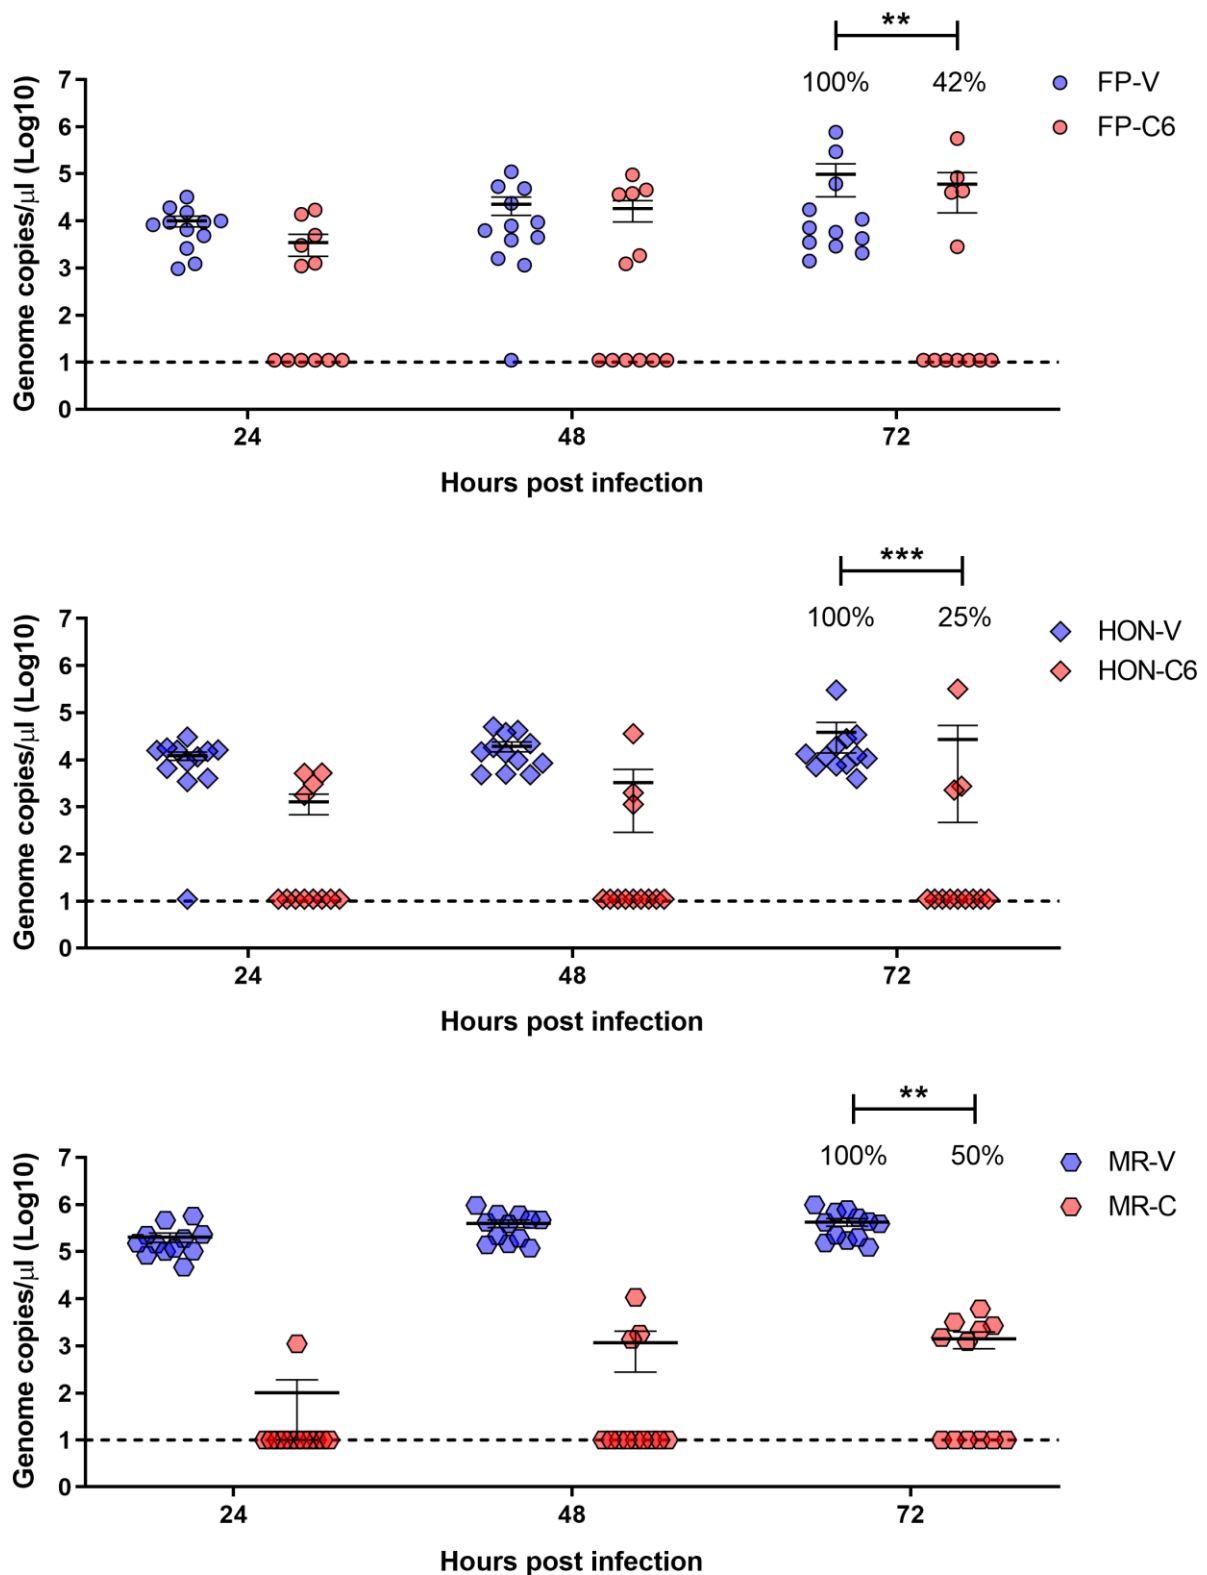 **
100% 42%
FP-V
FP-C6
Genome copies/μl (Log10)
7
6
5
4
3
2
1
0
24 48 72
Hours post infection
***
100% 25%
HON-V
HON-C6
Genome copies/μl (Log10)
7
6
5
4
3
2
1
0
24 48 72
Hours post infection
**
100% 50%
MR-V
MR-C
Genome copies/μl (Log10)
7
6
5
4
3
2
1
0
24 48 72
Hours post infection